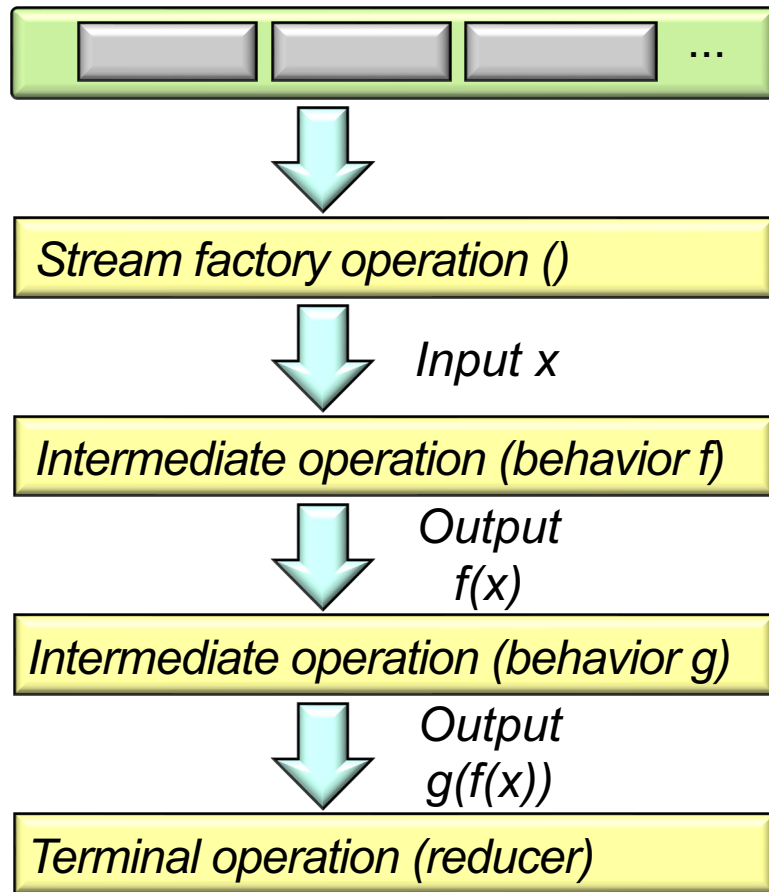 ...
Stream factory operation ()
Input x
Intermediate operation (behavior f)
Output
f(x)
Intermediate operation (behavior g)
Output
g(f(x))
Terminal operation (reducer)